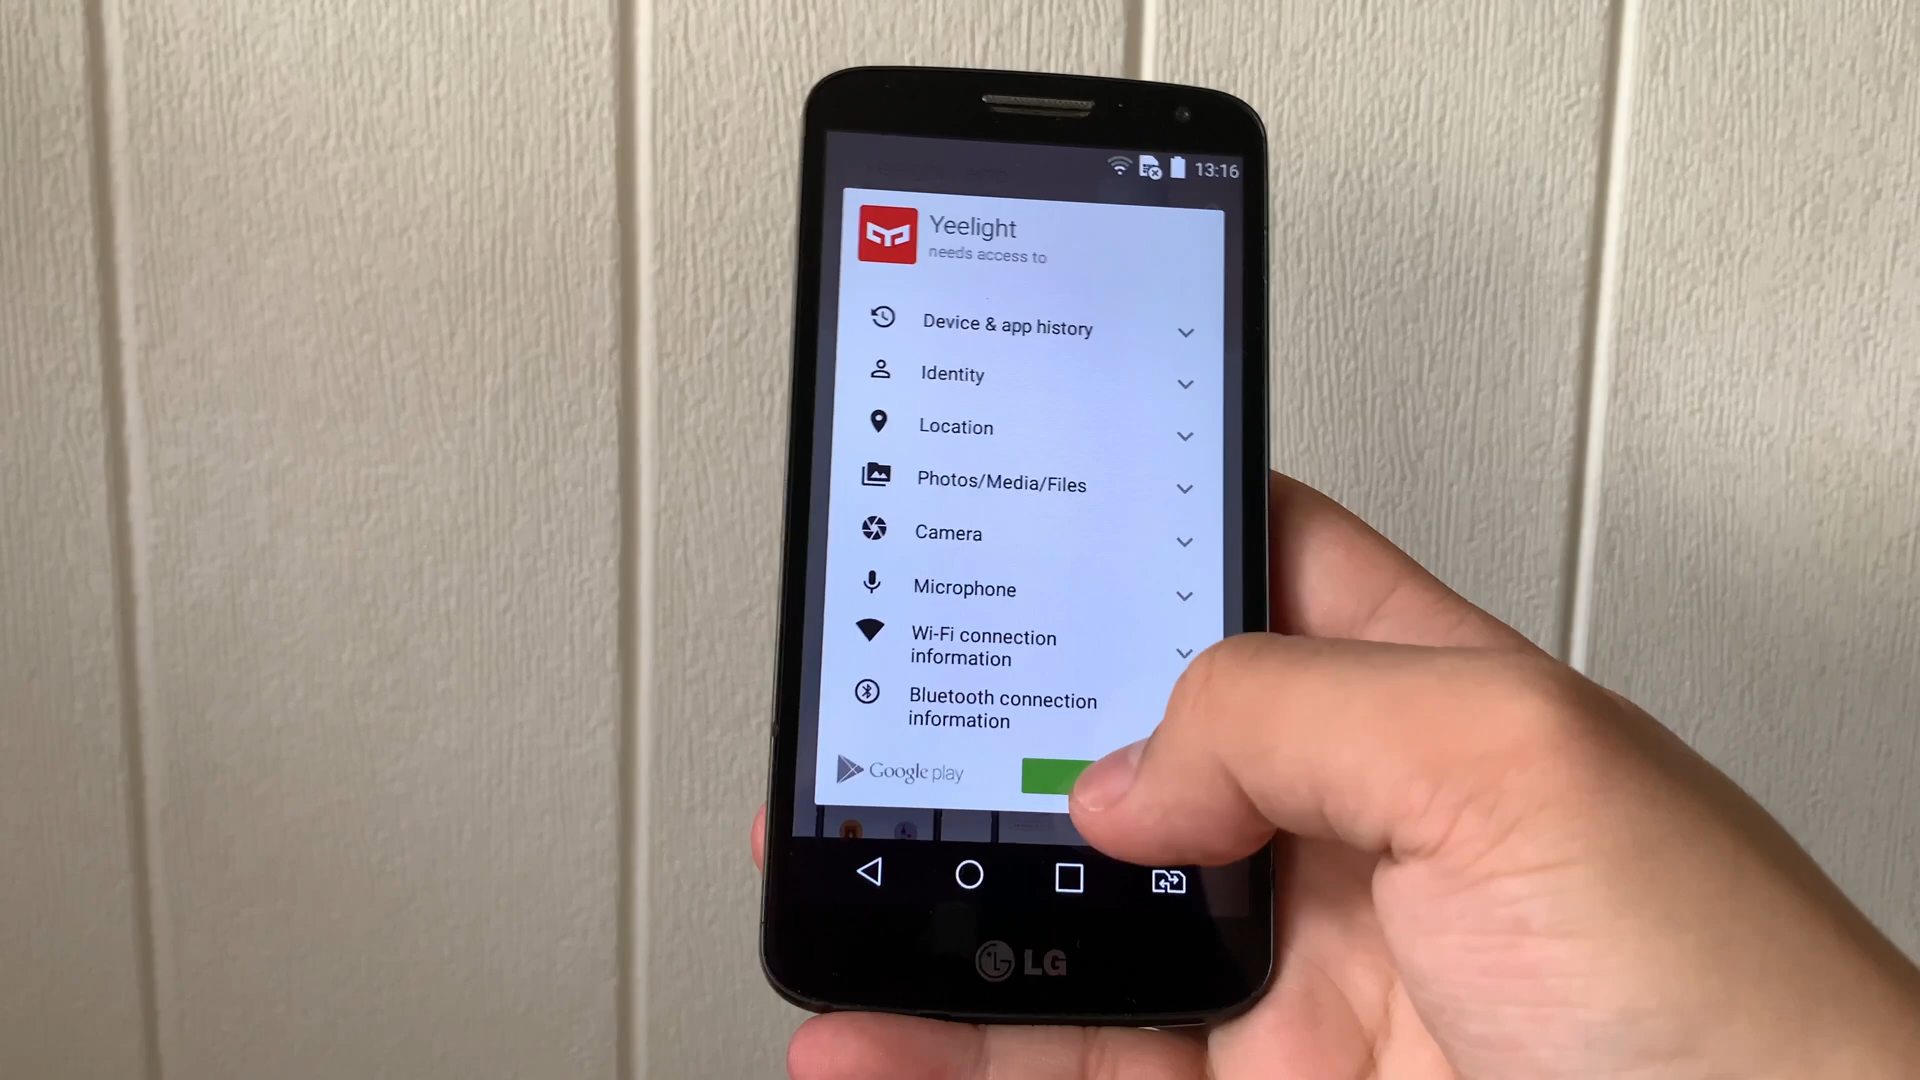 13:16
Yeelight
needs access to
Device & app history
Identity
Location
Photos/Media/Files
Camera
Microphone
Wi-Fi connection
information
Bluetooth connection
information
Google play
LG